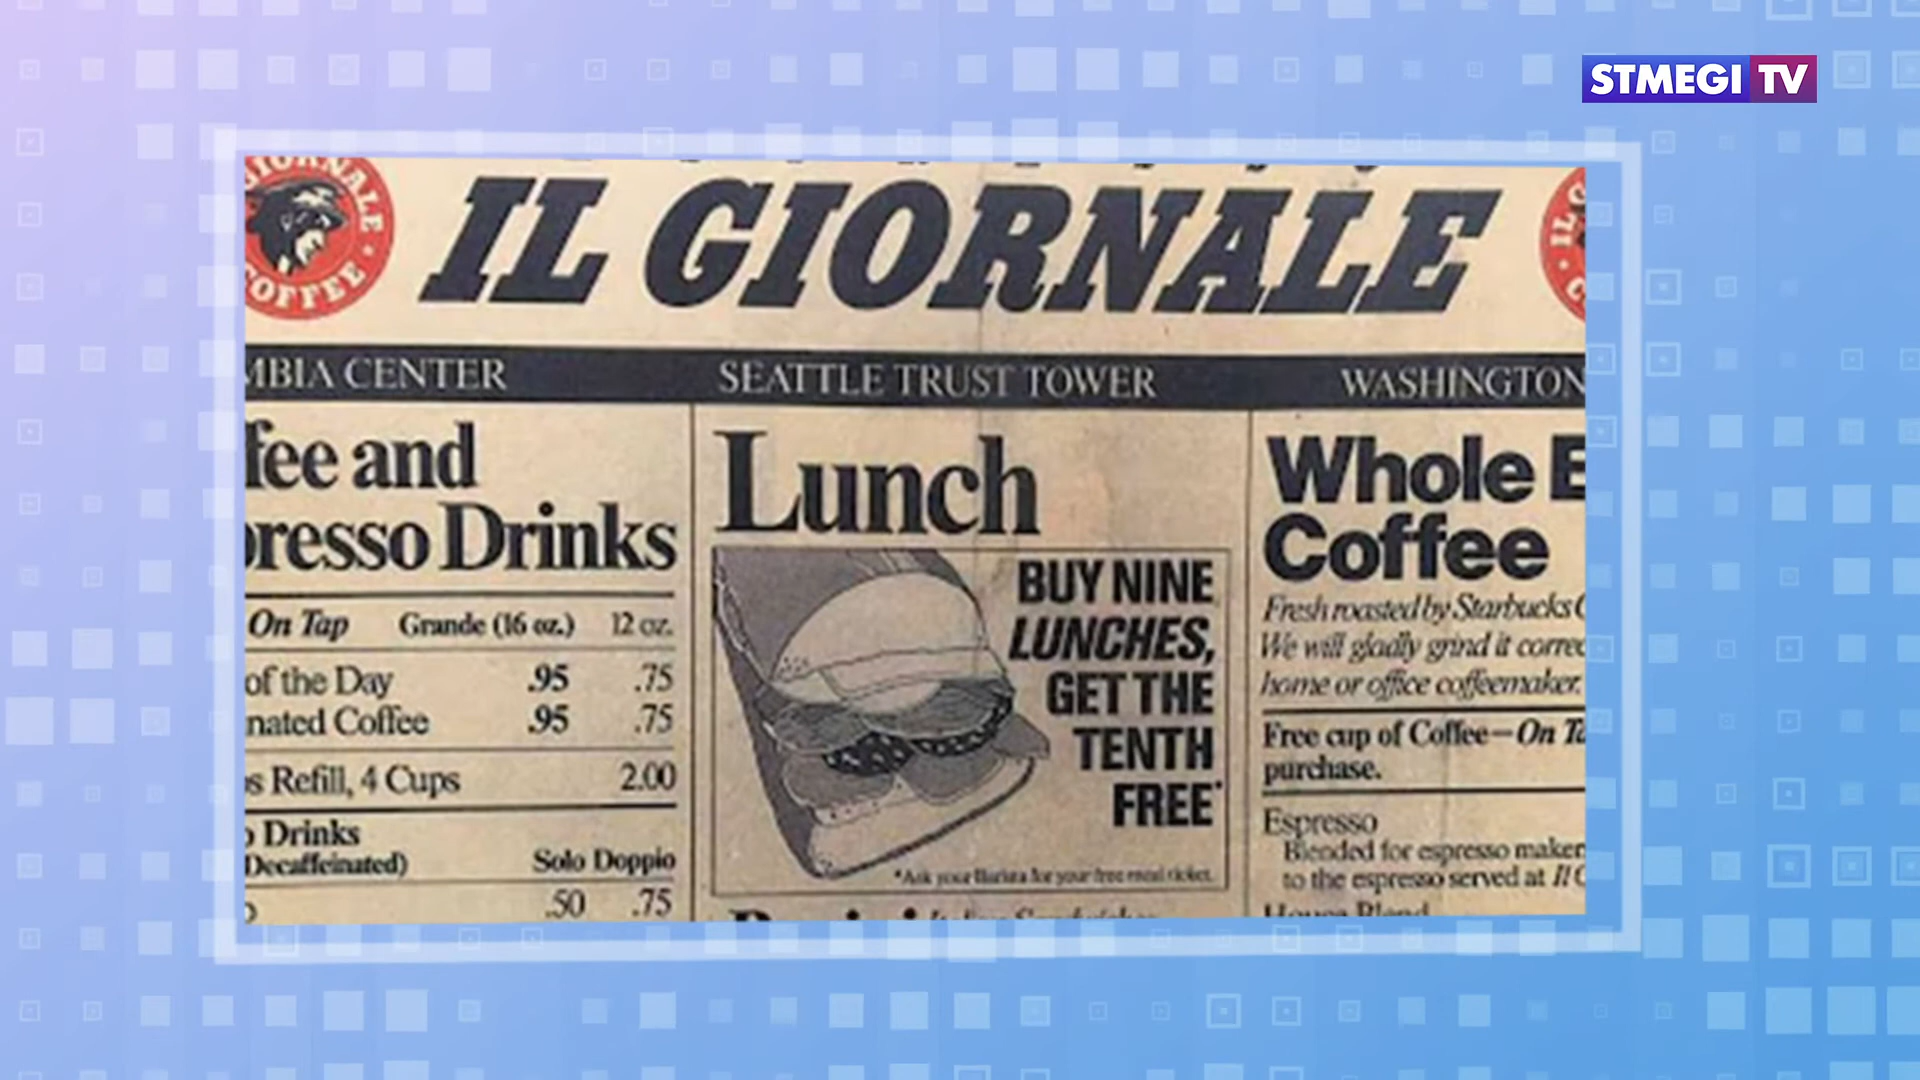 STMEGI TV
GIORNALE
COFFEE
IL GIORNALE
MBIA CENTER
SEATTLE TRUST TOWER
WASHINGTON
fee and
presso Drinks
On Tap Grande (16 oz.) 12 oz.
of the Day .95 .75
nated Coffee .95 .75
s Refill, 4 Cups 2.00
Drinks
Decaffeinated) Solo Doppio
.50 .75
Lunch
BUY NINE
LUNCHES,
GET THE
TENTH
FREE*
*Ask your Barista for your free meal ticket.
Whole B
Coffee
Fresh roasted by Starbucks C
We will gladly grind it correc
home or office coffeemaker.
Free cup of Coffee—On Ta
purchase.
Espresso
Blended for espresso maker
to the espresso served at Il G
House Blend